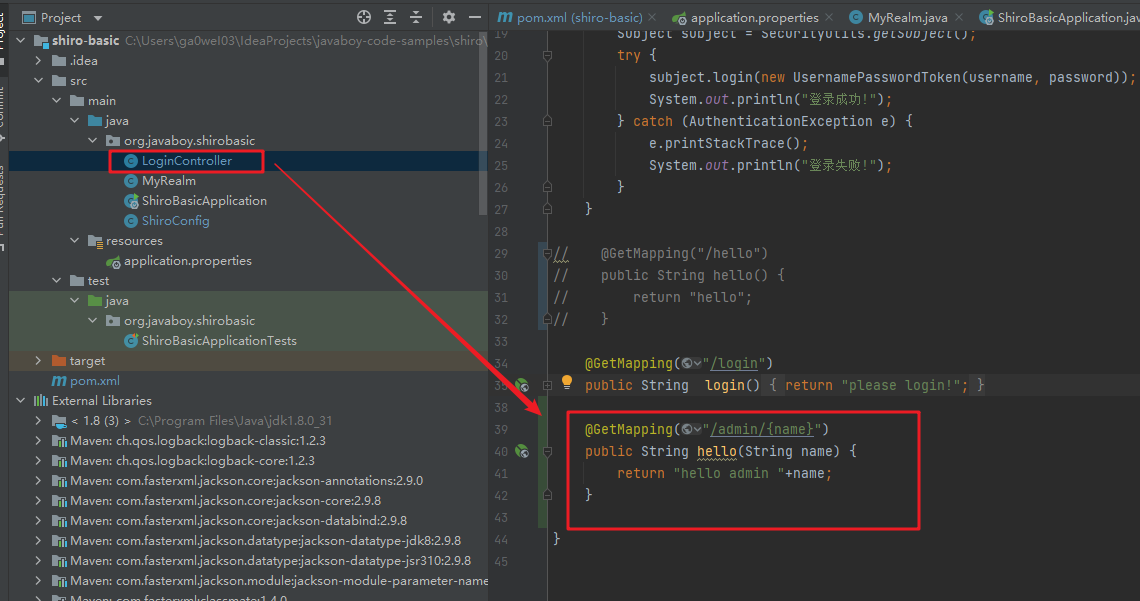 Project
shiro-basic C:\Users\ga0weI03\IdeaProjects\javaboy-code-samples\shiro\
.idea
src
main
java
org.javaboy.shirobasic
LoginController
MyRealm
ShiroBasicApplication
ShiroConfig
resources
application.properties
test
java
org.javaboy.shirobasic
ShiroBasicApplicationTests
target
pom.xml
External Libraries
< 1.8 (3) > C:\Program Files\Java\jdk1.8.0_31
Maven: ch.qos.logback:logback-classic:1.2.3
Maven: ch.qos.logback:logback-core:1.2.3
Maven: com.fasterxml.jackson.core:jackson-annotations:2.9.0
Maven: com.fasterxml.jackson.core:jackson-core:2.9.8
Maven: com.fasterxml.jackson.core:jackson-databind:2.9.8
Maven: com.fasterxml.jackson.datatype:jackson-datatype-jdk8:2.9.8
Maven: com.fasterxml.jackson.datatype:jackson-datatype-jsr310:2.9.8
Maven: com.fasterxml.jackson.module:jackson-module-parameter-name
Maven: com.fasterxml:classmate:1.4.0
pom.xml (shiro-basic) application.properties MyRealm.java ShiroBasicApplication.jav
19 Subject subject = SecurityUtils.getSubject();
20 try {
21 subject.login(new UsernamePasswordToken(username, password));
22 System.out.println("登录成功!");
23 } catch (AuthenticationException e) {
24 e.printStackTrace();
25 System.out.println("登录失败!");
26 }
27 }
28
29 // @GetMapping("/hello")
30 // public String hello() {
31 // return "hello";
32 // }
33
34 @GetMapping("/login")
35 public String login() { return "please login!"; }
38
39 @GetMapping("/admin/{name}")
40 public String hello(String name) {
41 return "hello admin "+name;
42 }
43
44 }
45